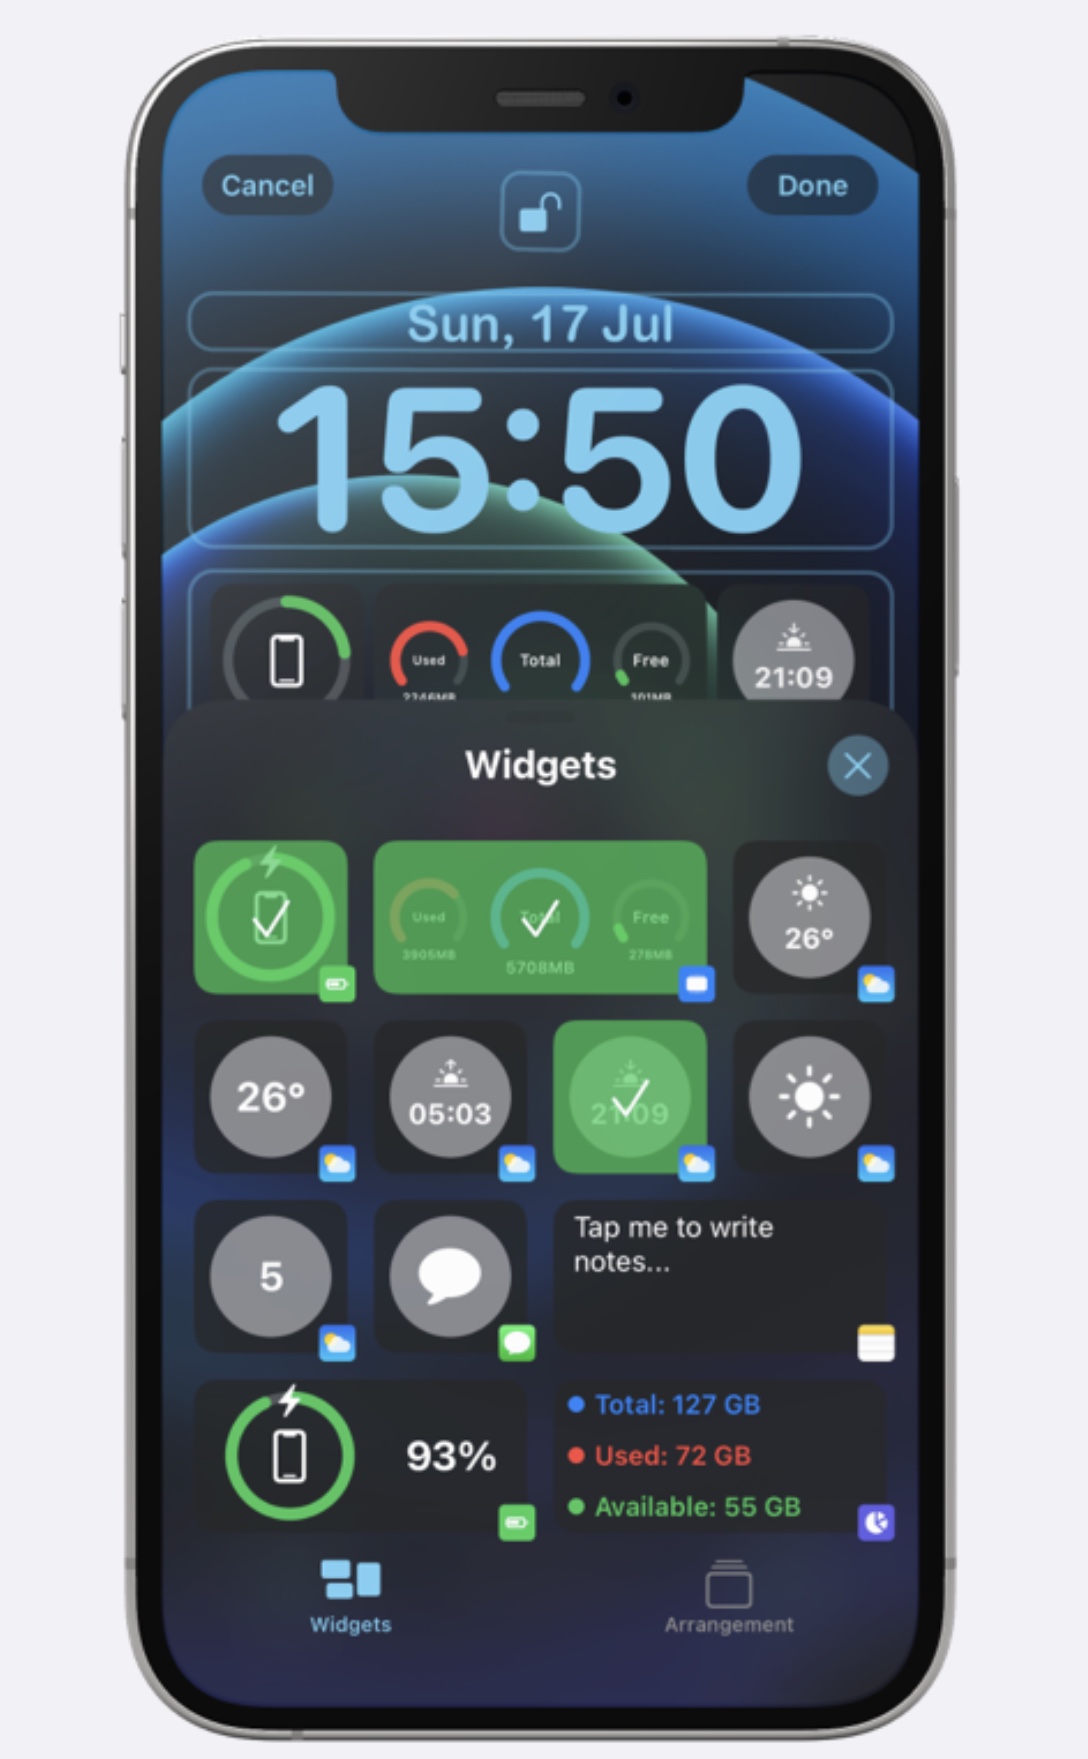 Cancel
Done
Sun, 17 Jul
15:50
Used
Total
Free
2246MB
101MB
21:09
Widgets
Used
Total
Free
3905MB
5708MB
278MB
26°
26°
05:03
21:09
5
Tap me to write
notes...
93%
Total: 127 GB
Used: 72 GB
Available: 55 GB
Widgets
Arrangement